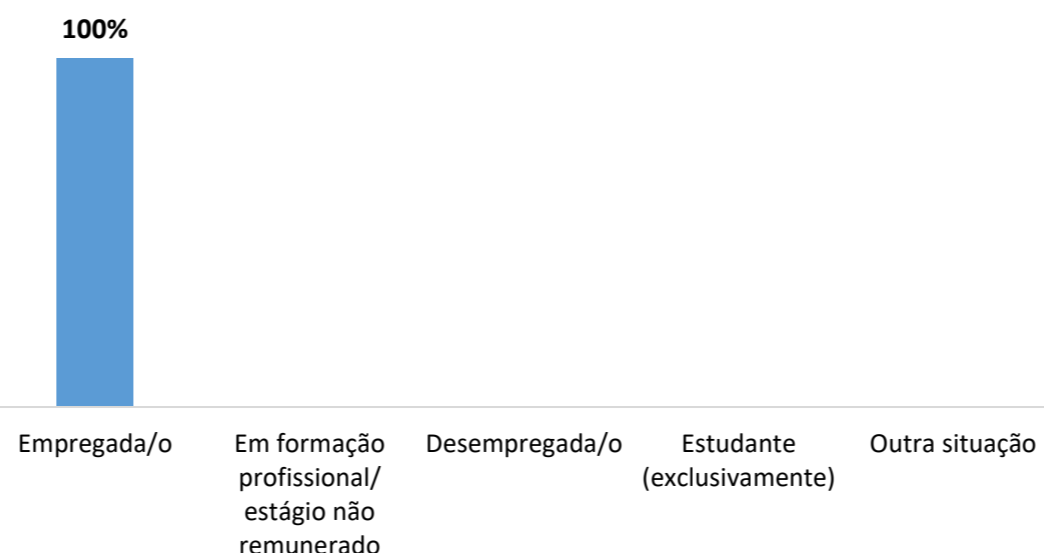 100%
Empregada/o
Em formação
profissional/
estágio não
remunerado
Desempregada/o
Estudante
(exclusivamente)
Outra situação